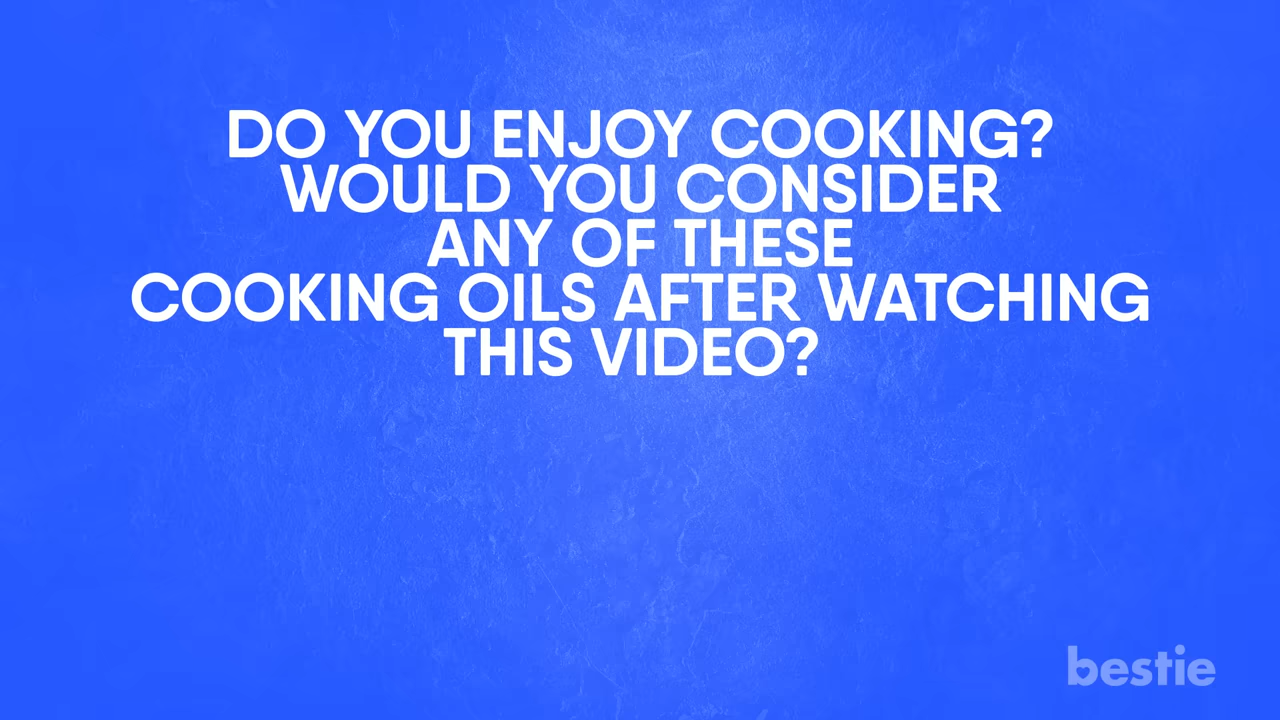 DO YOU ENJOY COOKING?
WOULD YOU CONSIDER
ANY OF THESE
COOKING OILS AFTER WATCHING
THIS VIDEO?
bestie